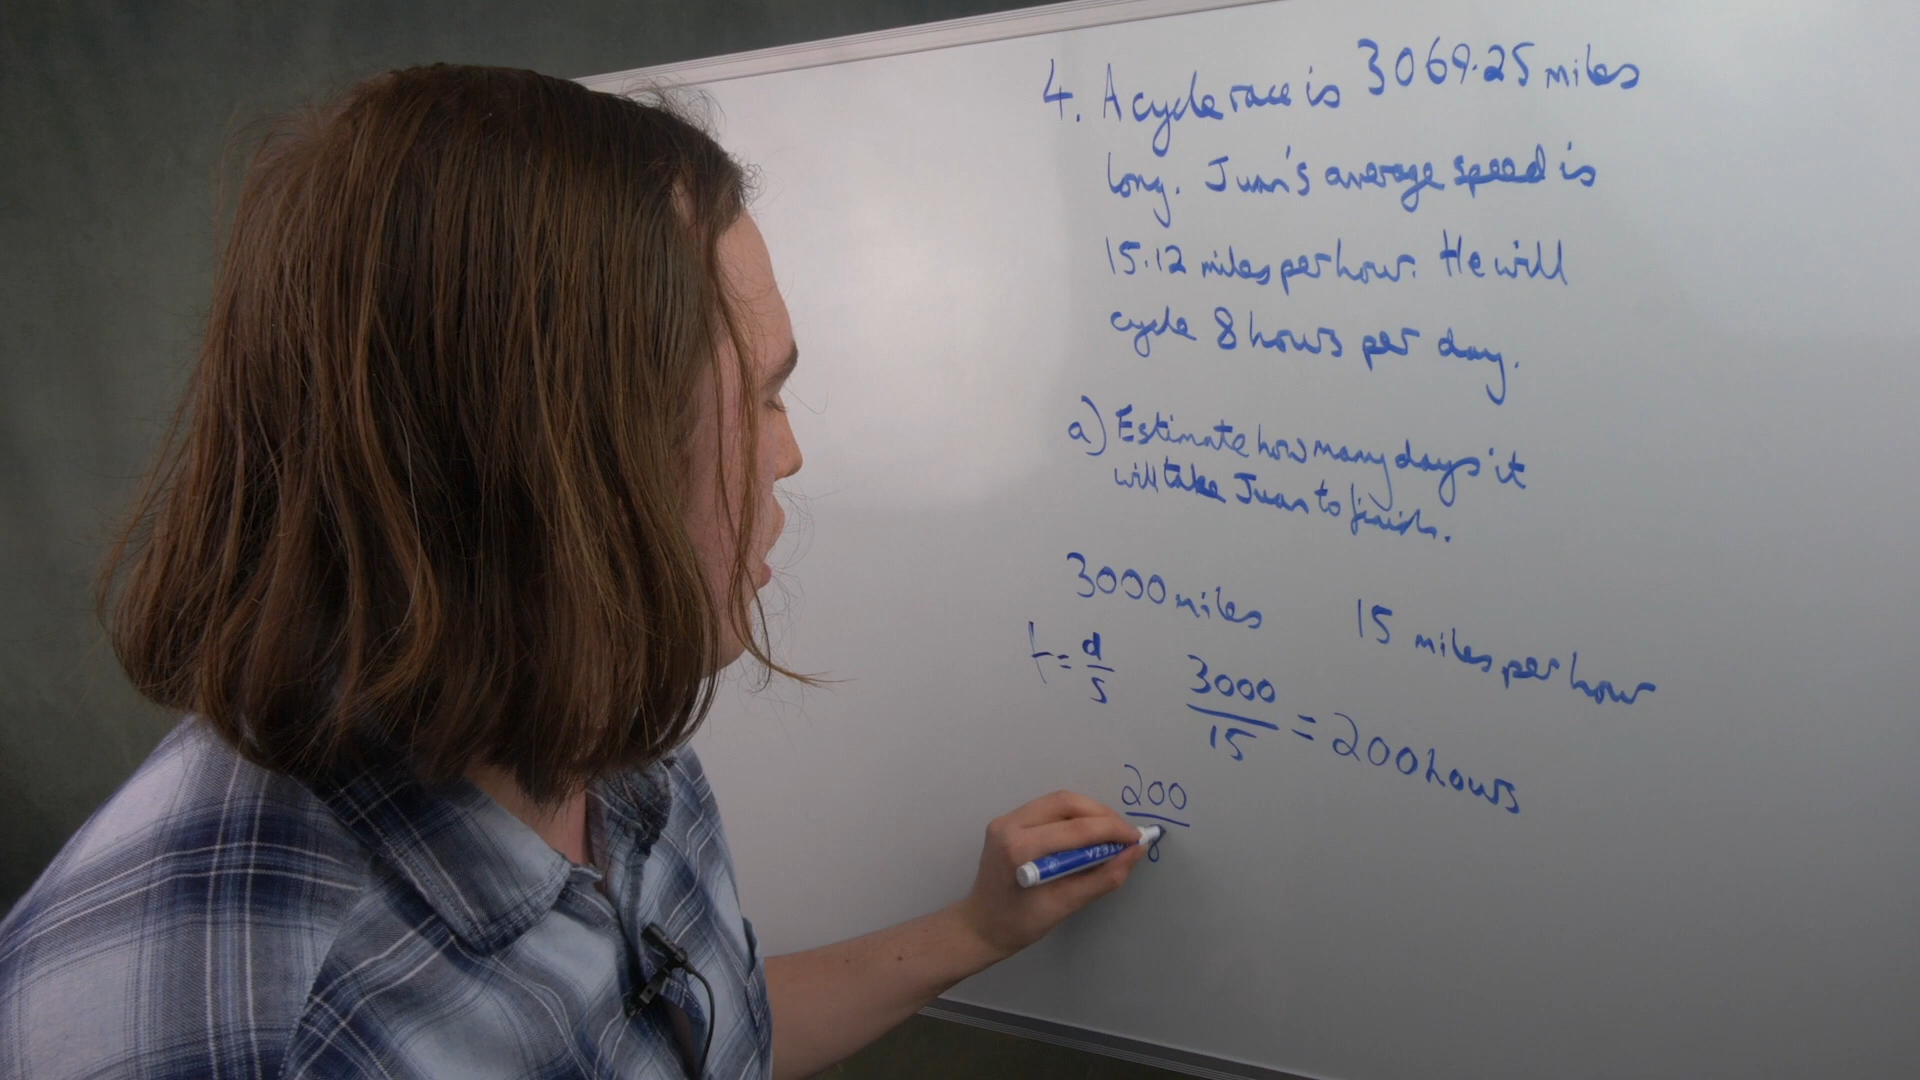 4. A cycle race is 3069.25 miles
long. Juan's average speed is
15.12 miles per hour. He will
cycle 8 hours per day.
a) Estimate how many days it
will take Juan to finish.
3000 miles 15 miles per hour
t = d/s 3000/15 = 200 hours
200/8